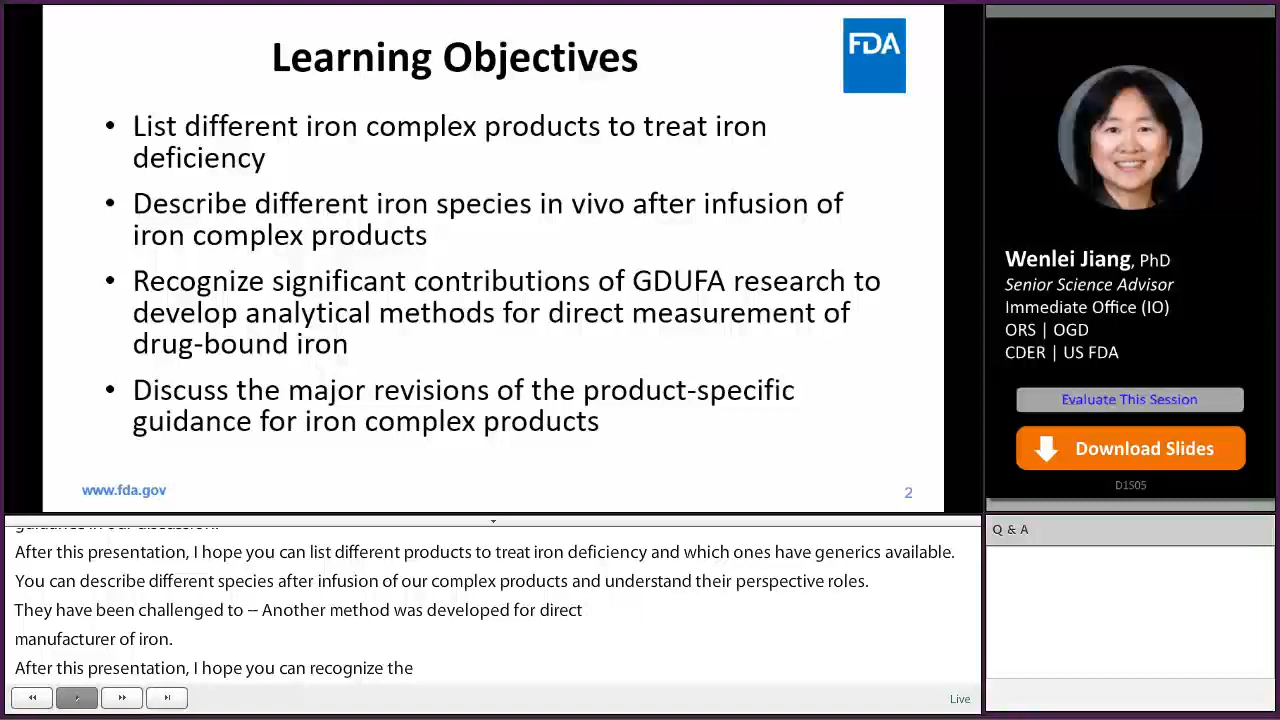 Learning Objectives
FDA
• List different iron complex products to treat iron
deficiency
• Describe different iron species in vivo after infusion of
iron complex products
• Recognize significant contributions of GDUFA research to
develop analytical methods for direct measurement of
drug-bound iron
• Discuss the major revisions of the product-specific
guidance for iron complex products
www.fda.gov
2
Wenlei Jiang, PhD
Senior Science Advisor
Immediate Office (IO)
ORS | OGD
CDER | US FDA
Evaluate This Session
Download Slides
D1S05
After this presentation, I hope you can list different products to treat iron deficiency and which ones have generics available.
You can describe different species after infusion of our complex products and understand their perspective roles.
They have been challenged to -- Another method was developed for direct
manufacturer of iron.
After this presentation, I hope you can recognize the
Live
Q & A